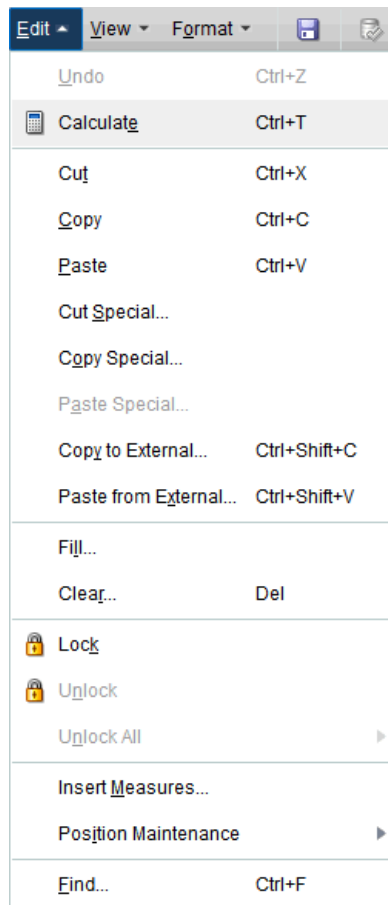 Edit View Format
Undo Ctrl+Z
Calculate Ctrl+T
Cut Ctrl+X
Copy Ctrl+C
Paste Ctrl+V
Cut Special...
Copy Special...
Paste Special...
Copy to External... Ctrl+Shift+C
Paste from External... Ctrl+Shift+V
Fill...
Clear... Del
Lock
Unlock
Unlock All
Insert Measures...
Position Maintenance
Find... Ctrl+F